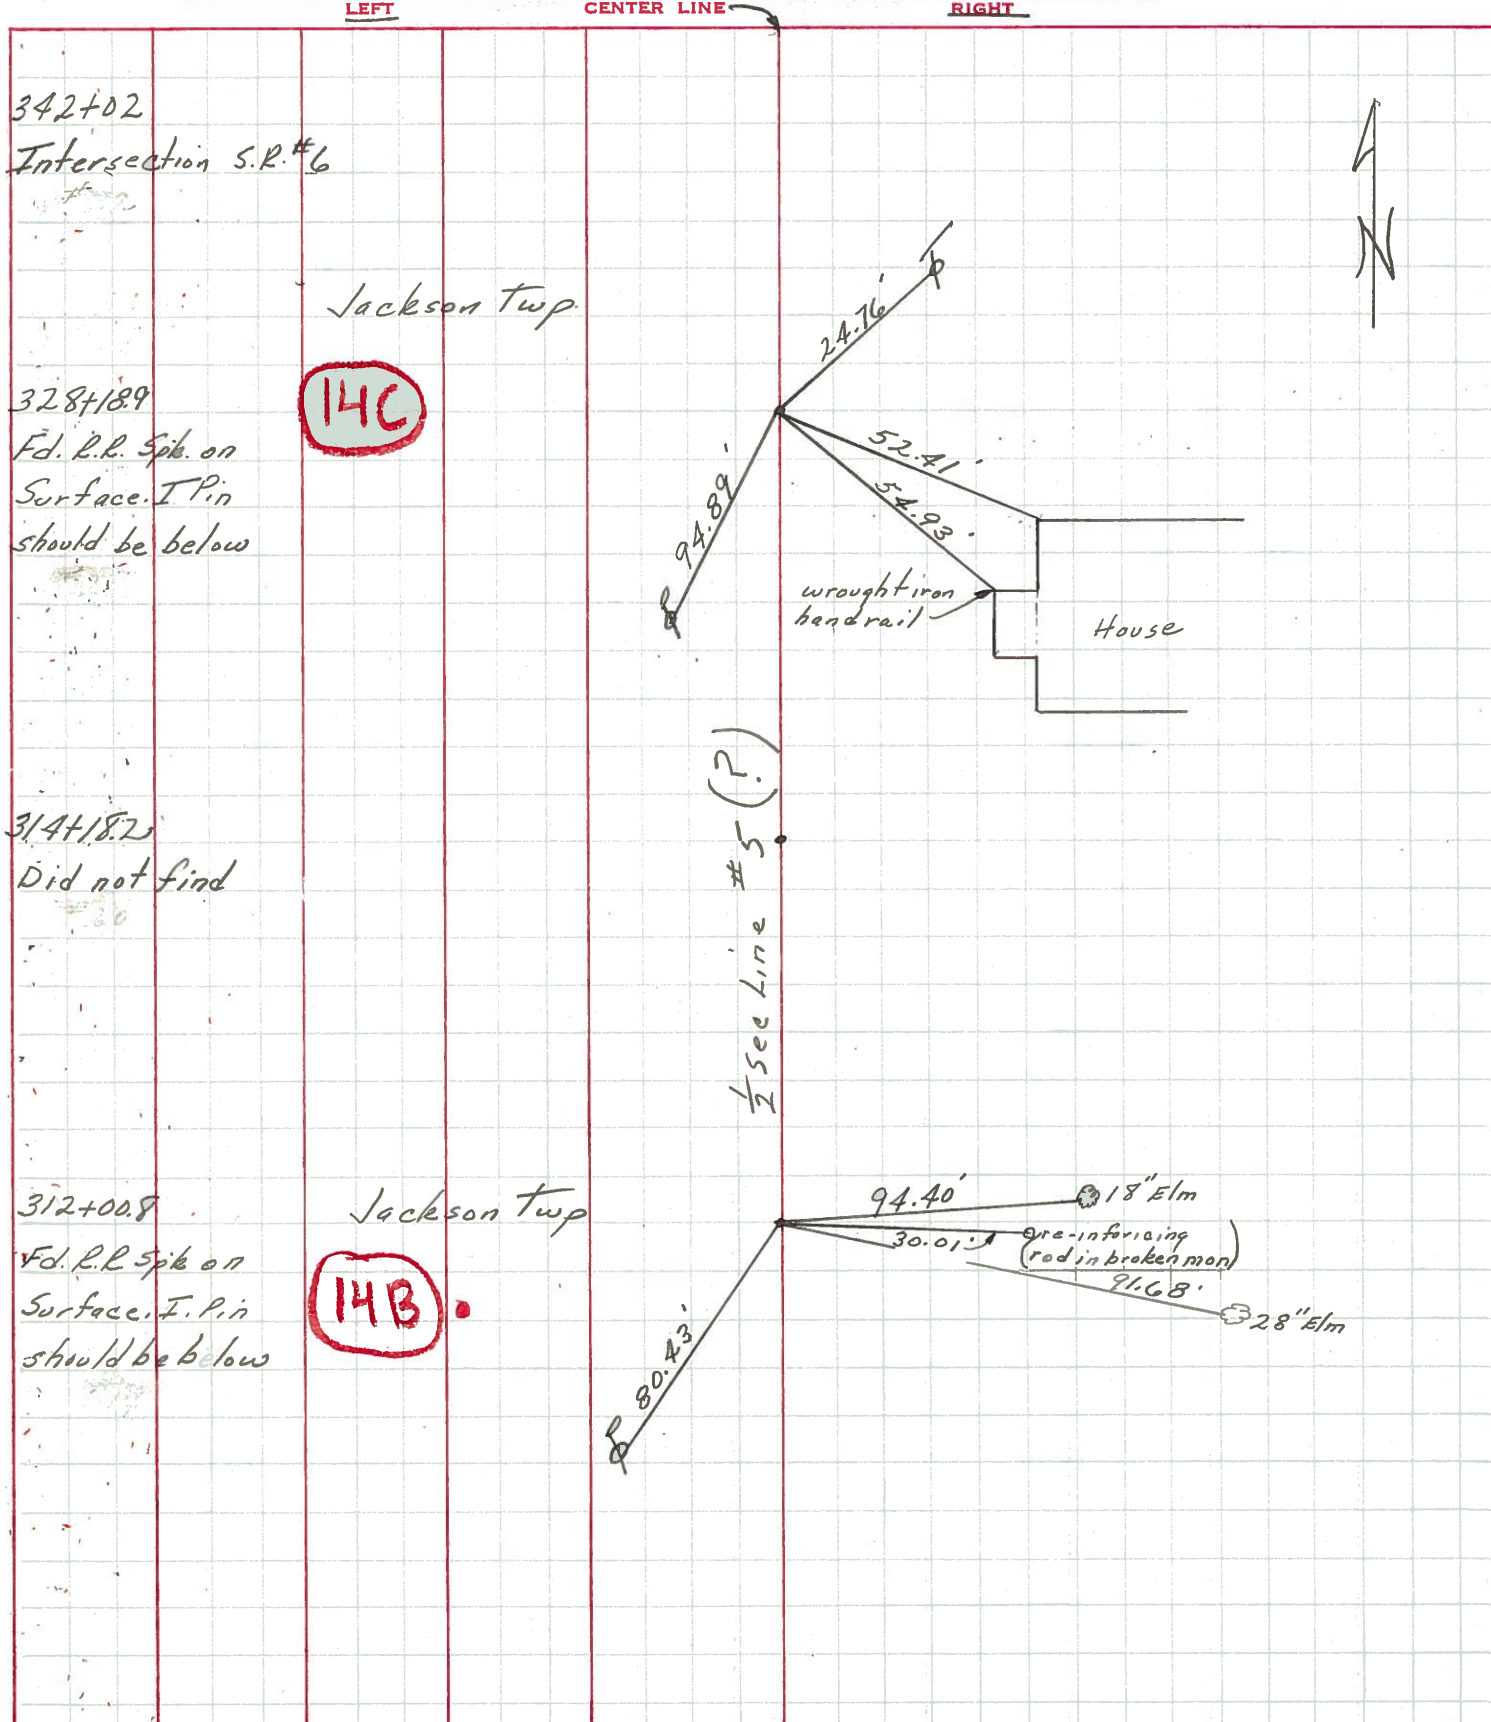 LEFT
CENTER LINE
RIGHT
342+02
Intersection S.R.#6
N
Jackson Twp.
24.76'
328+18.9
14C
Fd. R.R. Spk. on
Surface. I Pin
should be below
52.41'
54.93'
94.89'
wrought iron
handrail
House
314+18.2
Did not find
1/2 Sec Line #5 (?)
312+00.8
Jackson Twp
94.40'
18" Elm
30.01'
re-inforicing
(rod in broken mon)
91.68'
28" Elm
Fd. R.R Spk on
Surface. I. Pin
should be below
14B
80.43'